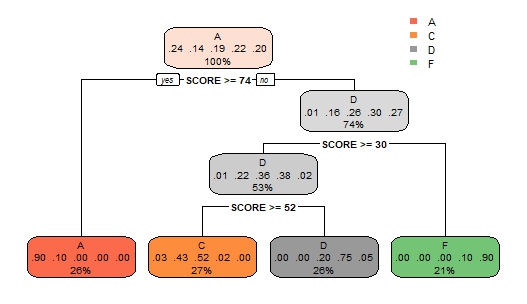 A
C
D
F
A
.24 .14 .19 .22 .20
100%
yes SCORE >= 74 no
D
.01 .16 .26 .30 .27
74%
SCORE >= 30
D
.01 .22 .36 .38 .02
53%
SCORE >= 52
A
.90 .10 .00 .00 .00
26%
C
.03 .43 .52 .02 .00
27%
D
.00 .00 .20 .75 .05
26%
F
.00 .00 .00 .10 .90
21%